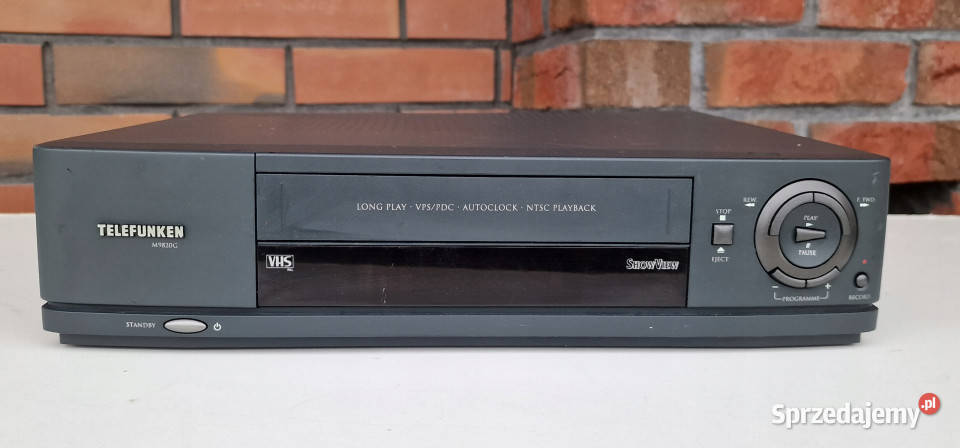 LONG PLAY · VPS/PDC · AUTOCLOCK · NTSC PLAYBACK
TELEFUNKEN
M9820G
VHS
PAL
SHOWVIEW
STOP
EJECT
REW.
F. FWD.
PLAY
PAUSE
- PROGRAMME +
RECORD
STANDBY
Sprzedajemy.pl